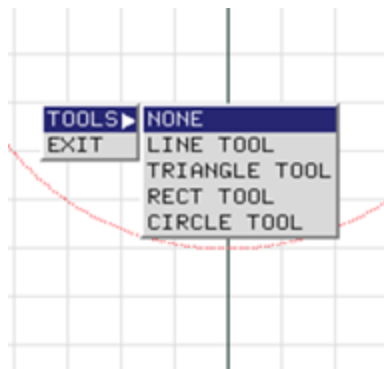 TOOLS
EXIT
NONE
LINE TOOL
TRIANGLE TOOL
RECT TOOL
CIRCLE TOOL